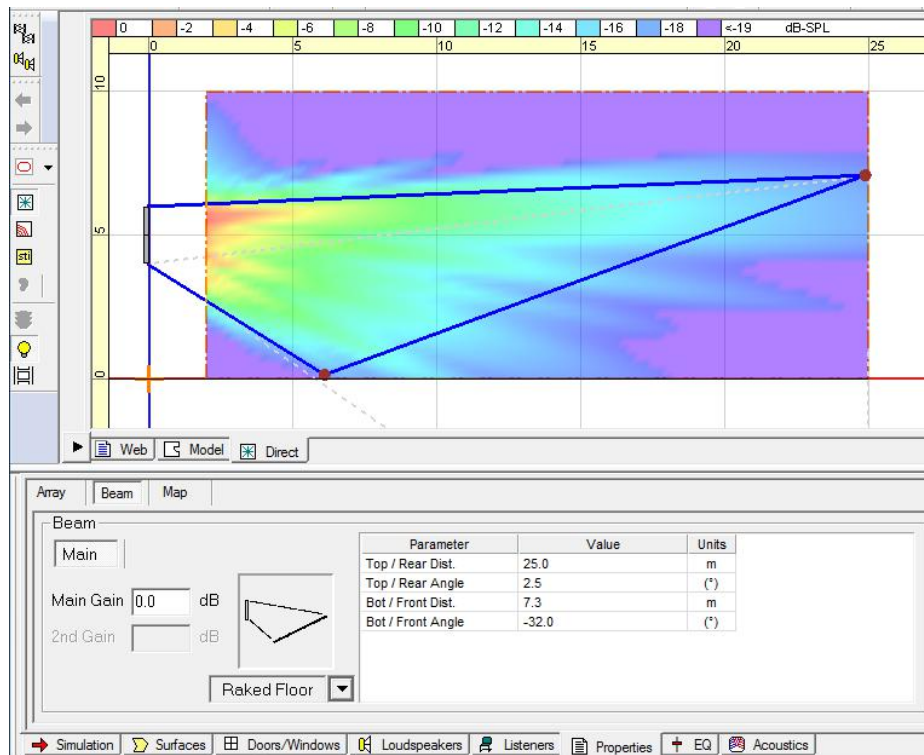 0 -2 -4 -6 -8 -10 -12 -14 -16 -18 <-19 dB-SPL
0 5 10 15 20 25
10
5
0
sti
Web Model Direct
Array Beam Map
Beam
Main
Main Gain 0.0 dB
2nd Gain dB
Raked Floor
Parameter Value Units
Top / Rear Dist. 25.0 m
Top / Rear Angle 2.5 (°)
Bot / Front Dist. 7.3 m
Bot / Front Angle -32.0 (°)
Simulation Surfaces Doors/Windows Loudspeakers Listeners Properties EQ Acoustics